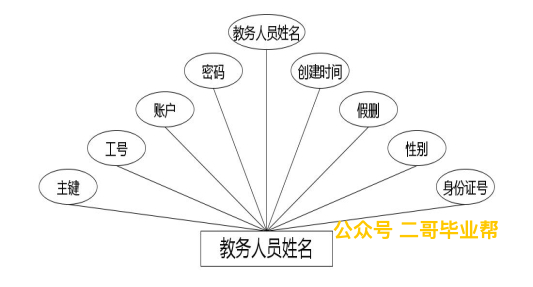 教务人员姓名
密码
创建时间
账户
假删
工号
性别
主键
身份证号
教务人员姓名
公众号 二哥毕业帮